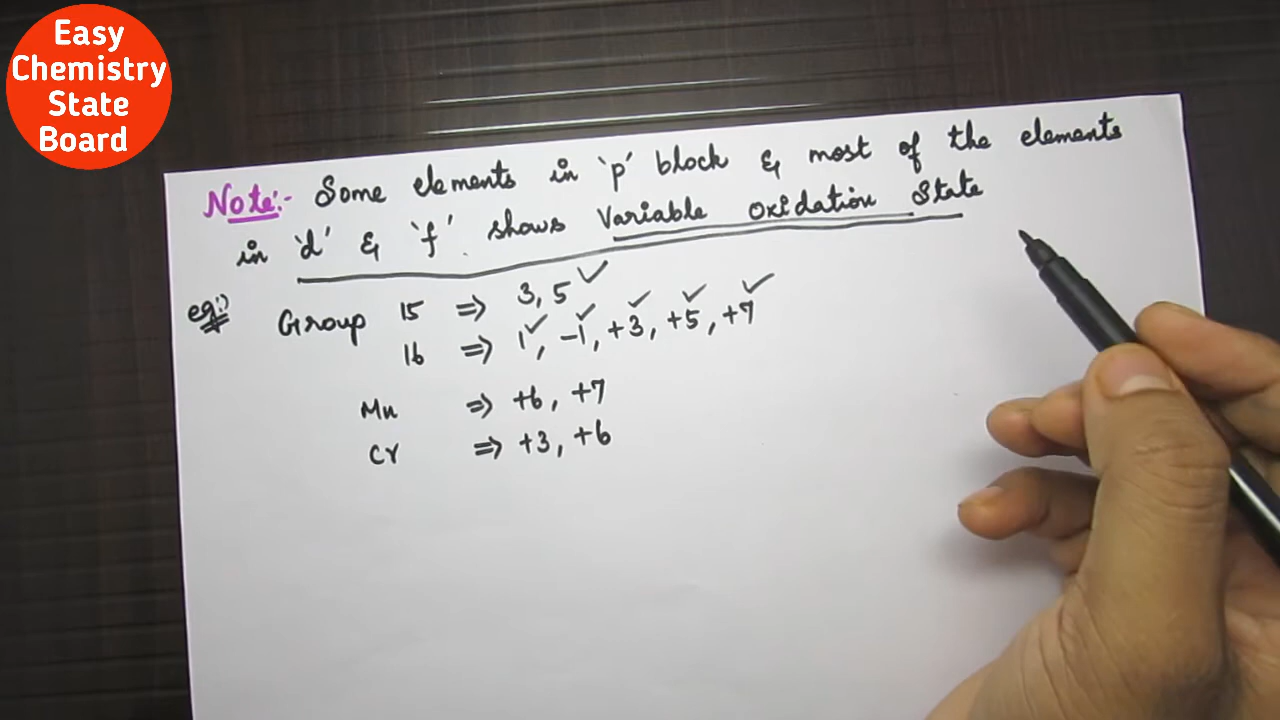 Easy
Chemistry
State
Board
Note:- Some elements in 'p' block & most of the elements
in 'd' & 'f' shows Variable Oxidation State
eg:) Group 15 ⇒ 3, 5 ✓
16 ⇒ 1✓, -1✓, +3✓, +5✓, +7✓
Mn ⇒ +6, +7
Cr ⇒ +3, +6